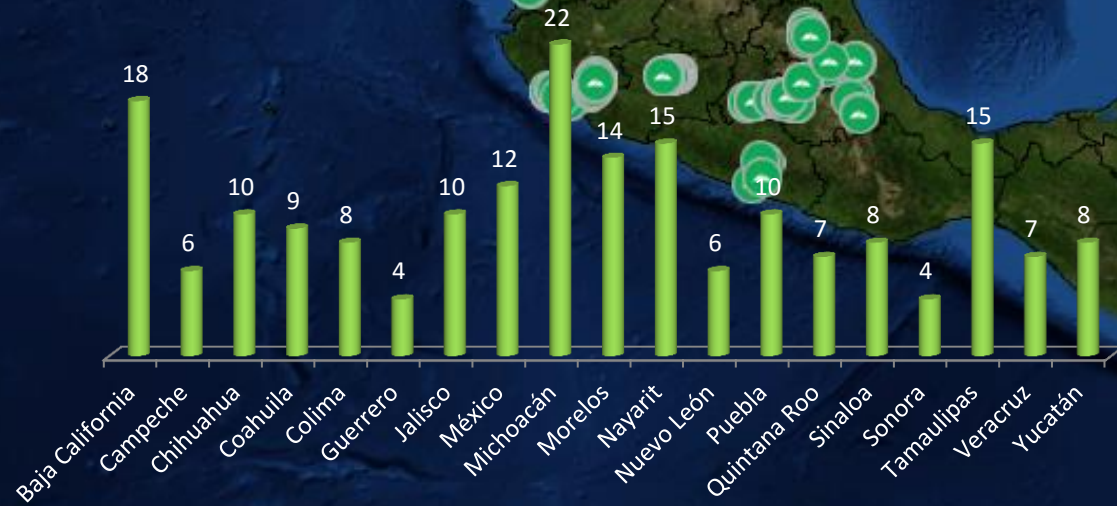 22
18
15
15
14
12
10
10
10
9
8
8
8
7
7
6
6
4
4
Baja California
Campeche
Chihuahua
Coahuila
Colima
Guerrero
Jalisco
México
Michoacán
Morelos
Nayarit
Nuevo León
Puebla
Quintana Roo
Sinaloa
Sonora
Tamaulipas
Veracruz
Yucatán